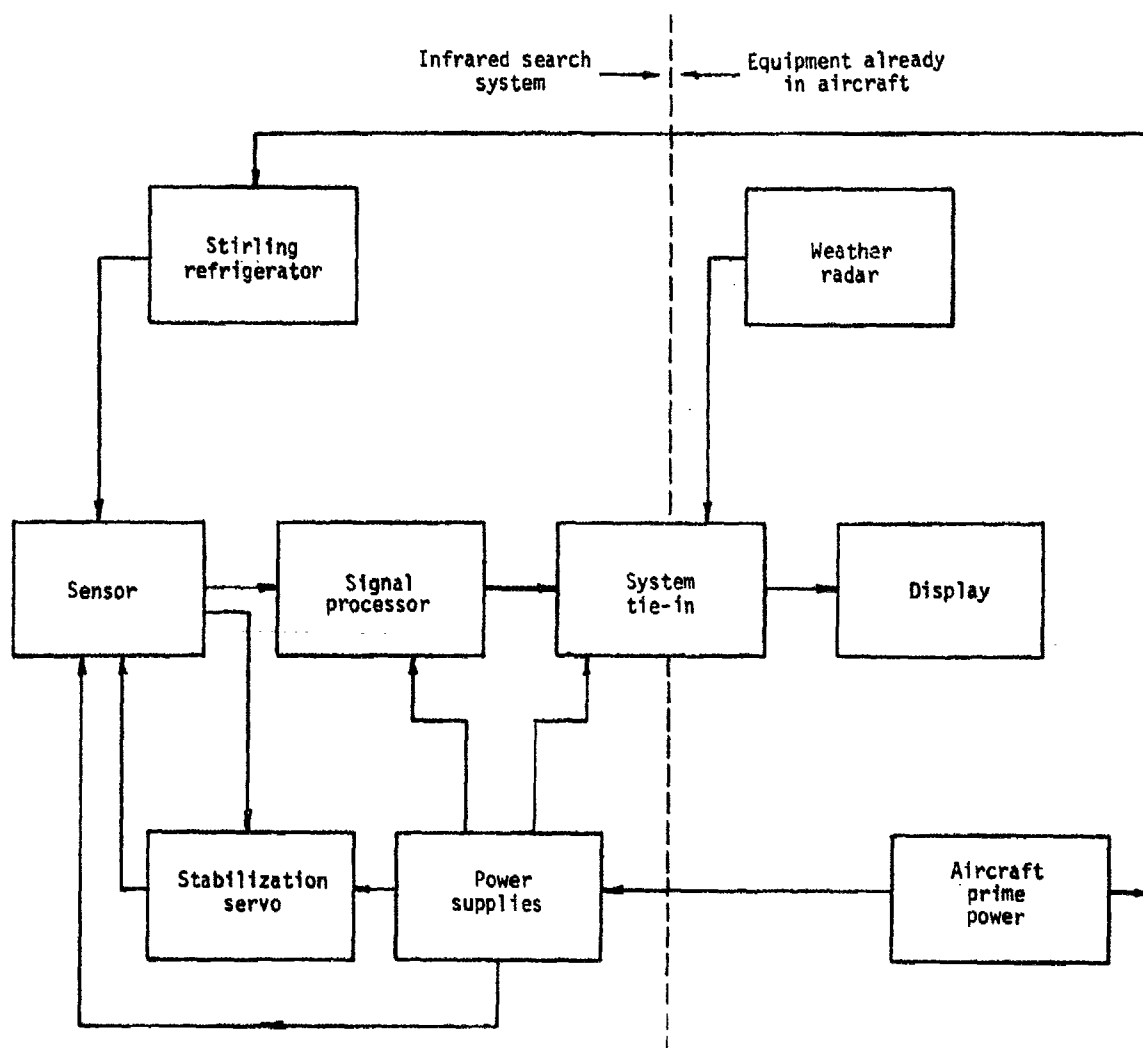 Infrared search
system
Equipment already
in aircraft
Stirling
refrigerator
Weather
radar
Sensor
Signal
processor
System
tie-in
Display
Stabilization
servo
Power
supplies
Aircraft
prime
power